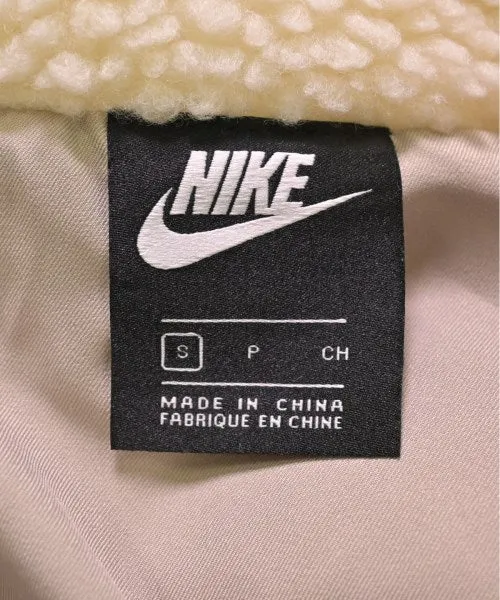 NIKE
S P CH
MADE IN CHINA
FABRIQUE EN CHINE